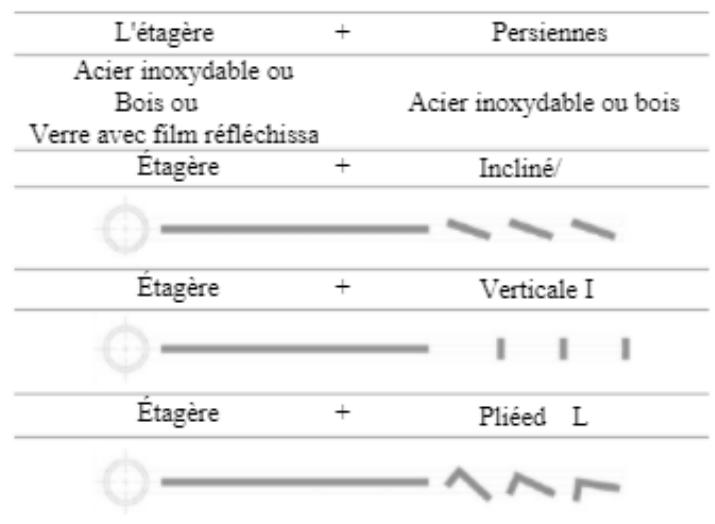 L'étagère + Persiennes
Acier inoxydable ou
Bois ou
Verre avec film réfléchissa
Acier inoxydable ou bois
Étagère + Incliné/
Étagère + Verticale I
Étagère + Pliéed L